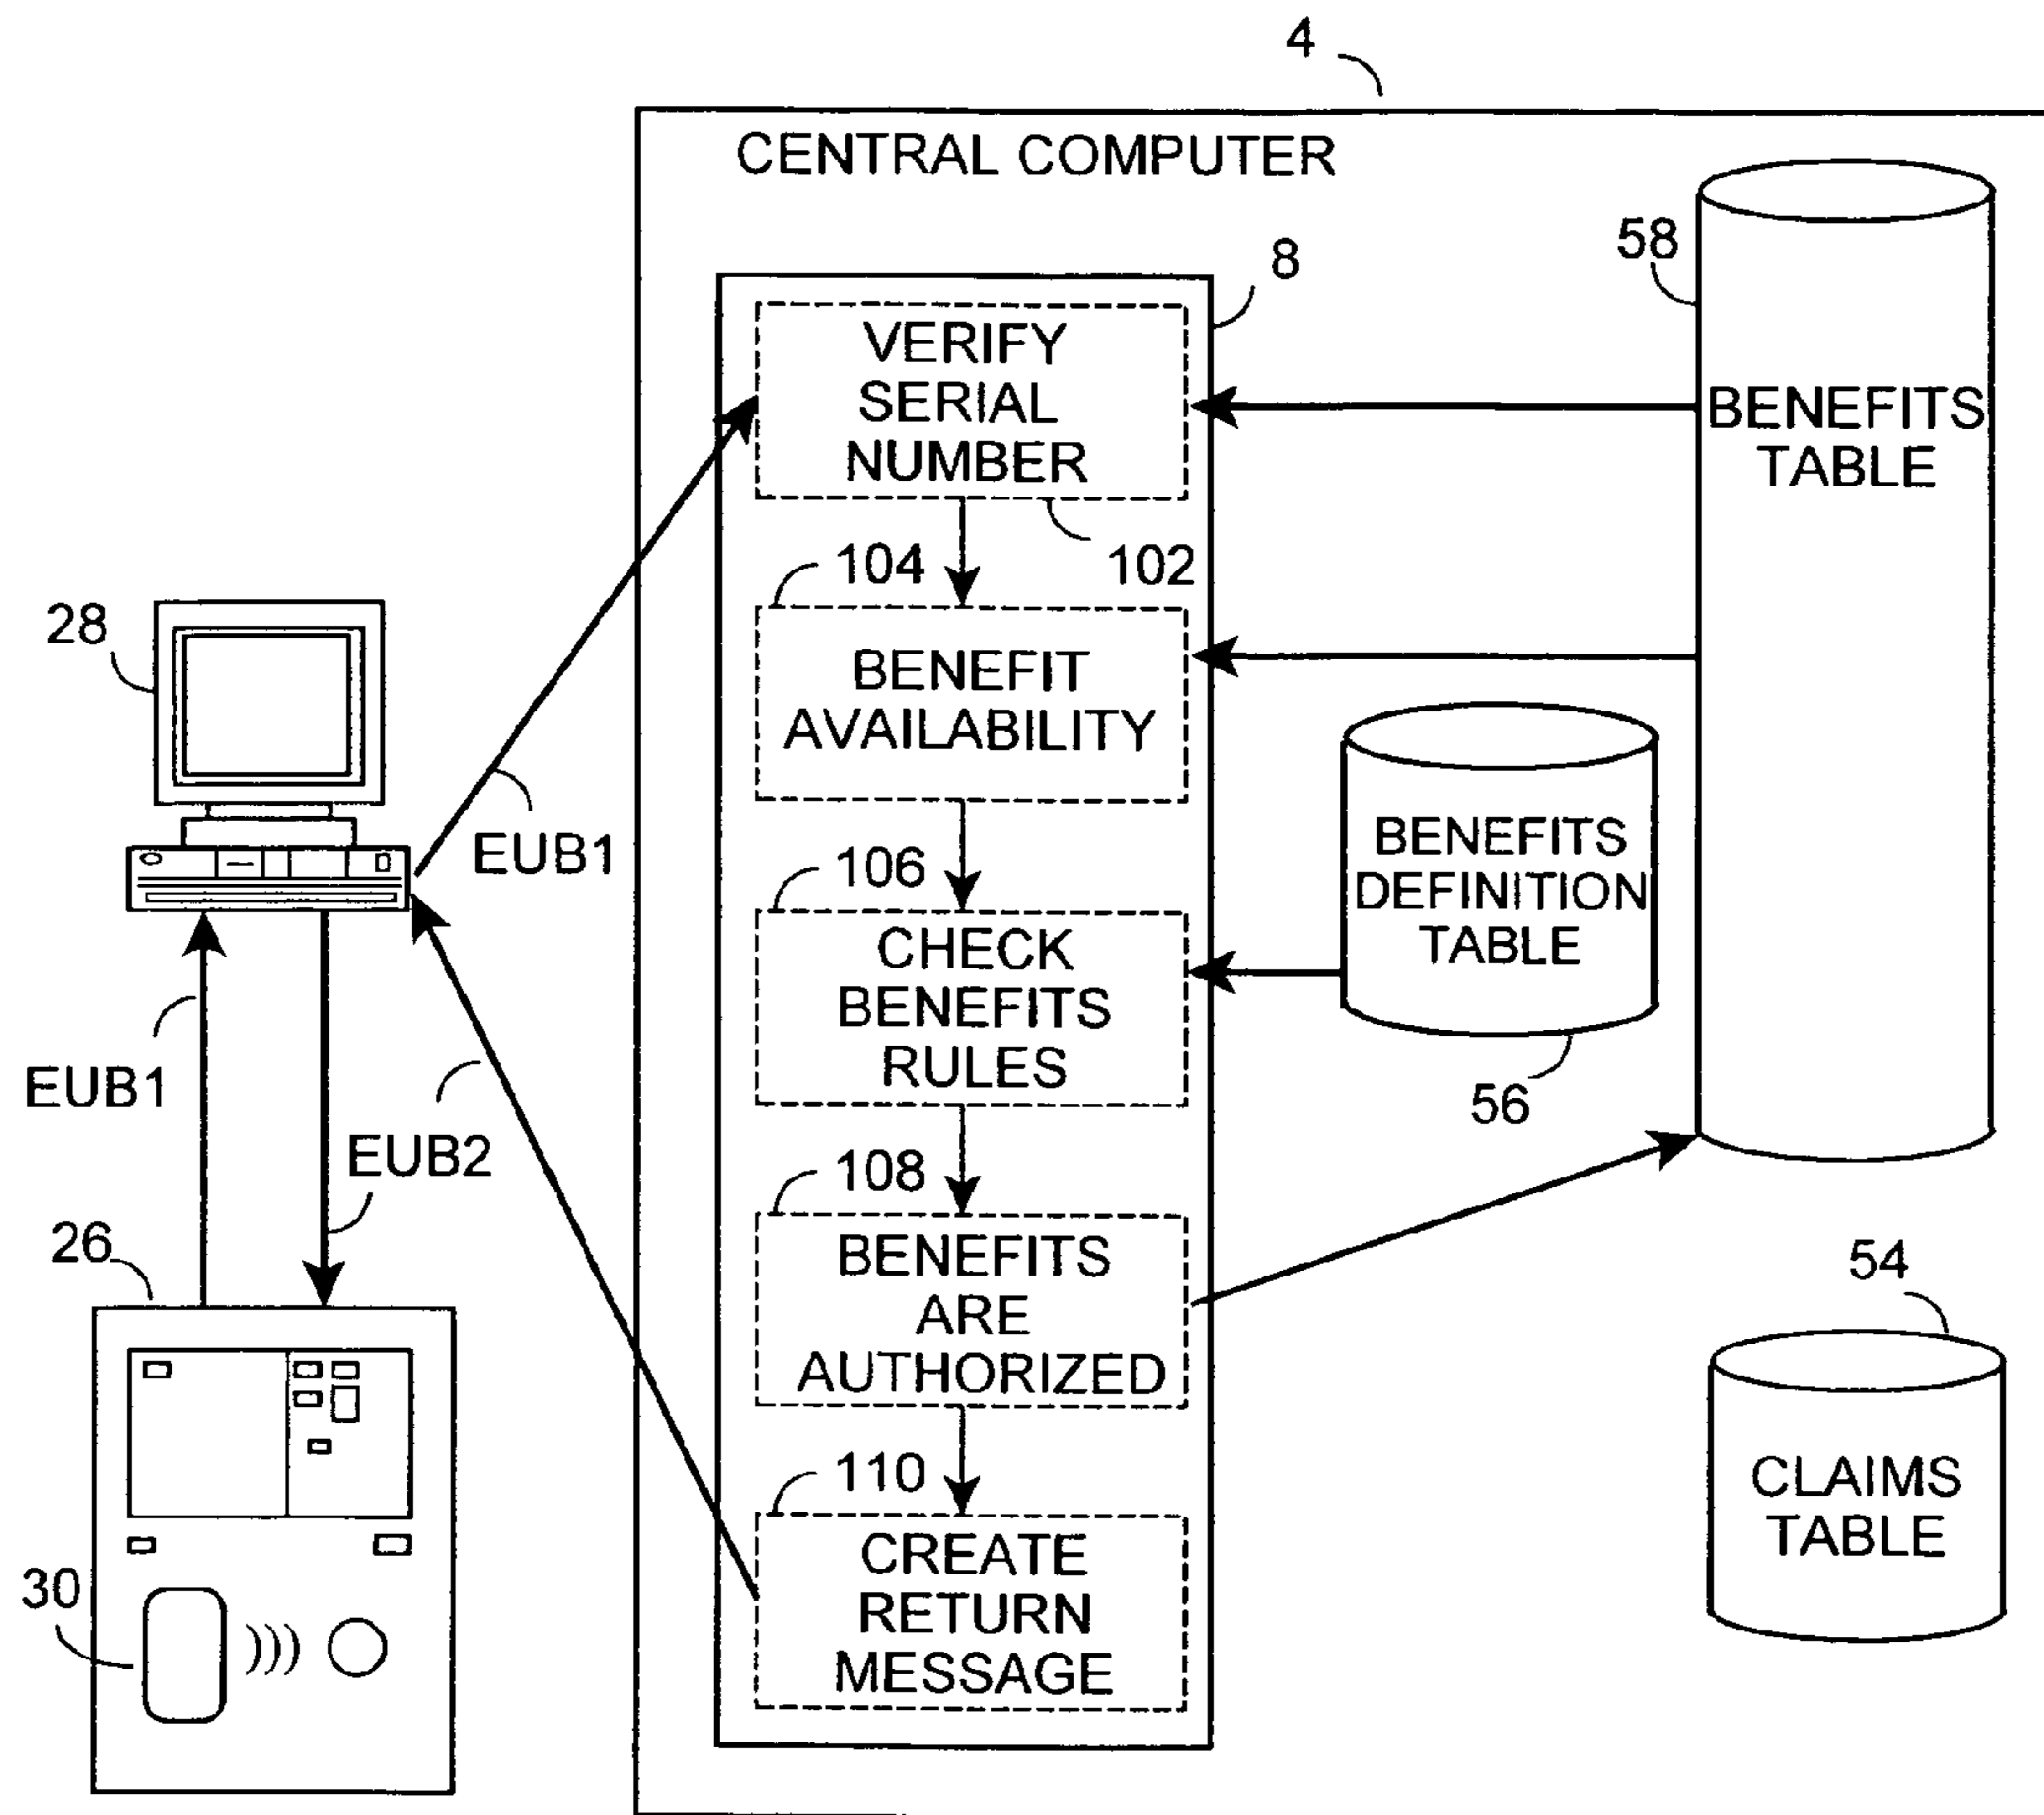 4
CENTRAL COMPUTER
8
58
VERIFY
SERIAL
NUMBER
BENEFITS
TABLE
102
104
28
BENEFIT
AVAILABILITY
EUB1
BENEFITS
DEFINITION
TABLE
106
CHECK
BENEFITS
RULES
EUB1
56
EUB2
108
26
BENEFITS
ARE
AUTHORIZED
54
110
CLAIMS
TABLE
CREATE
RETURN
MESSAGE
30